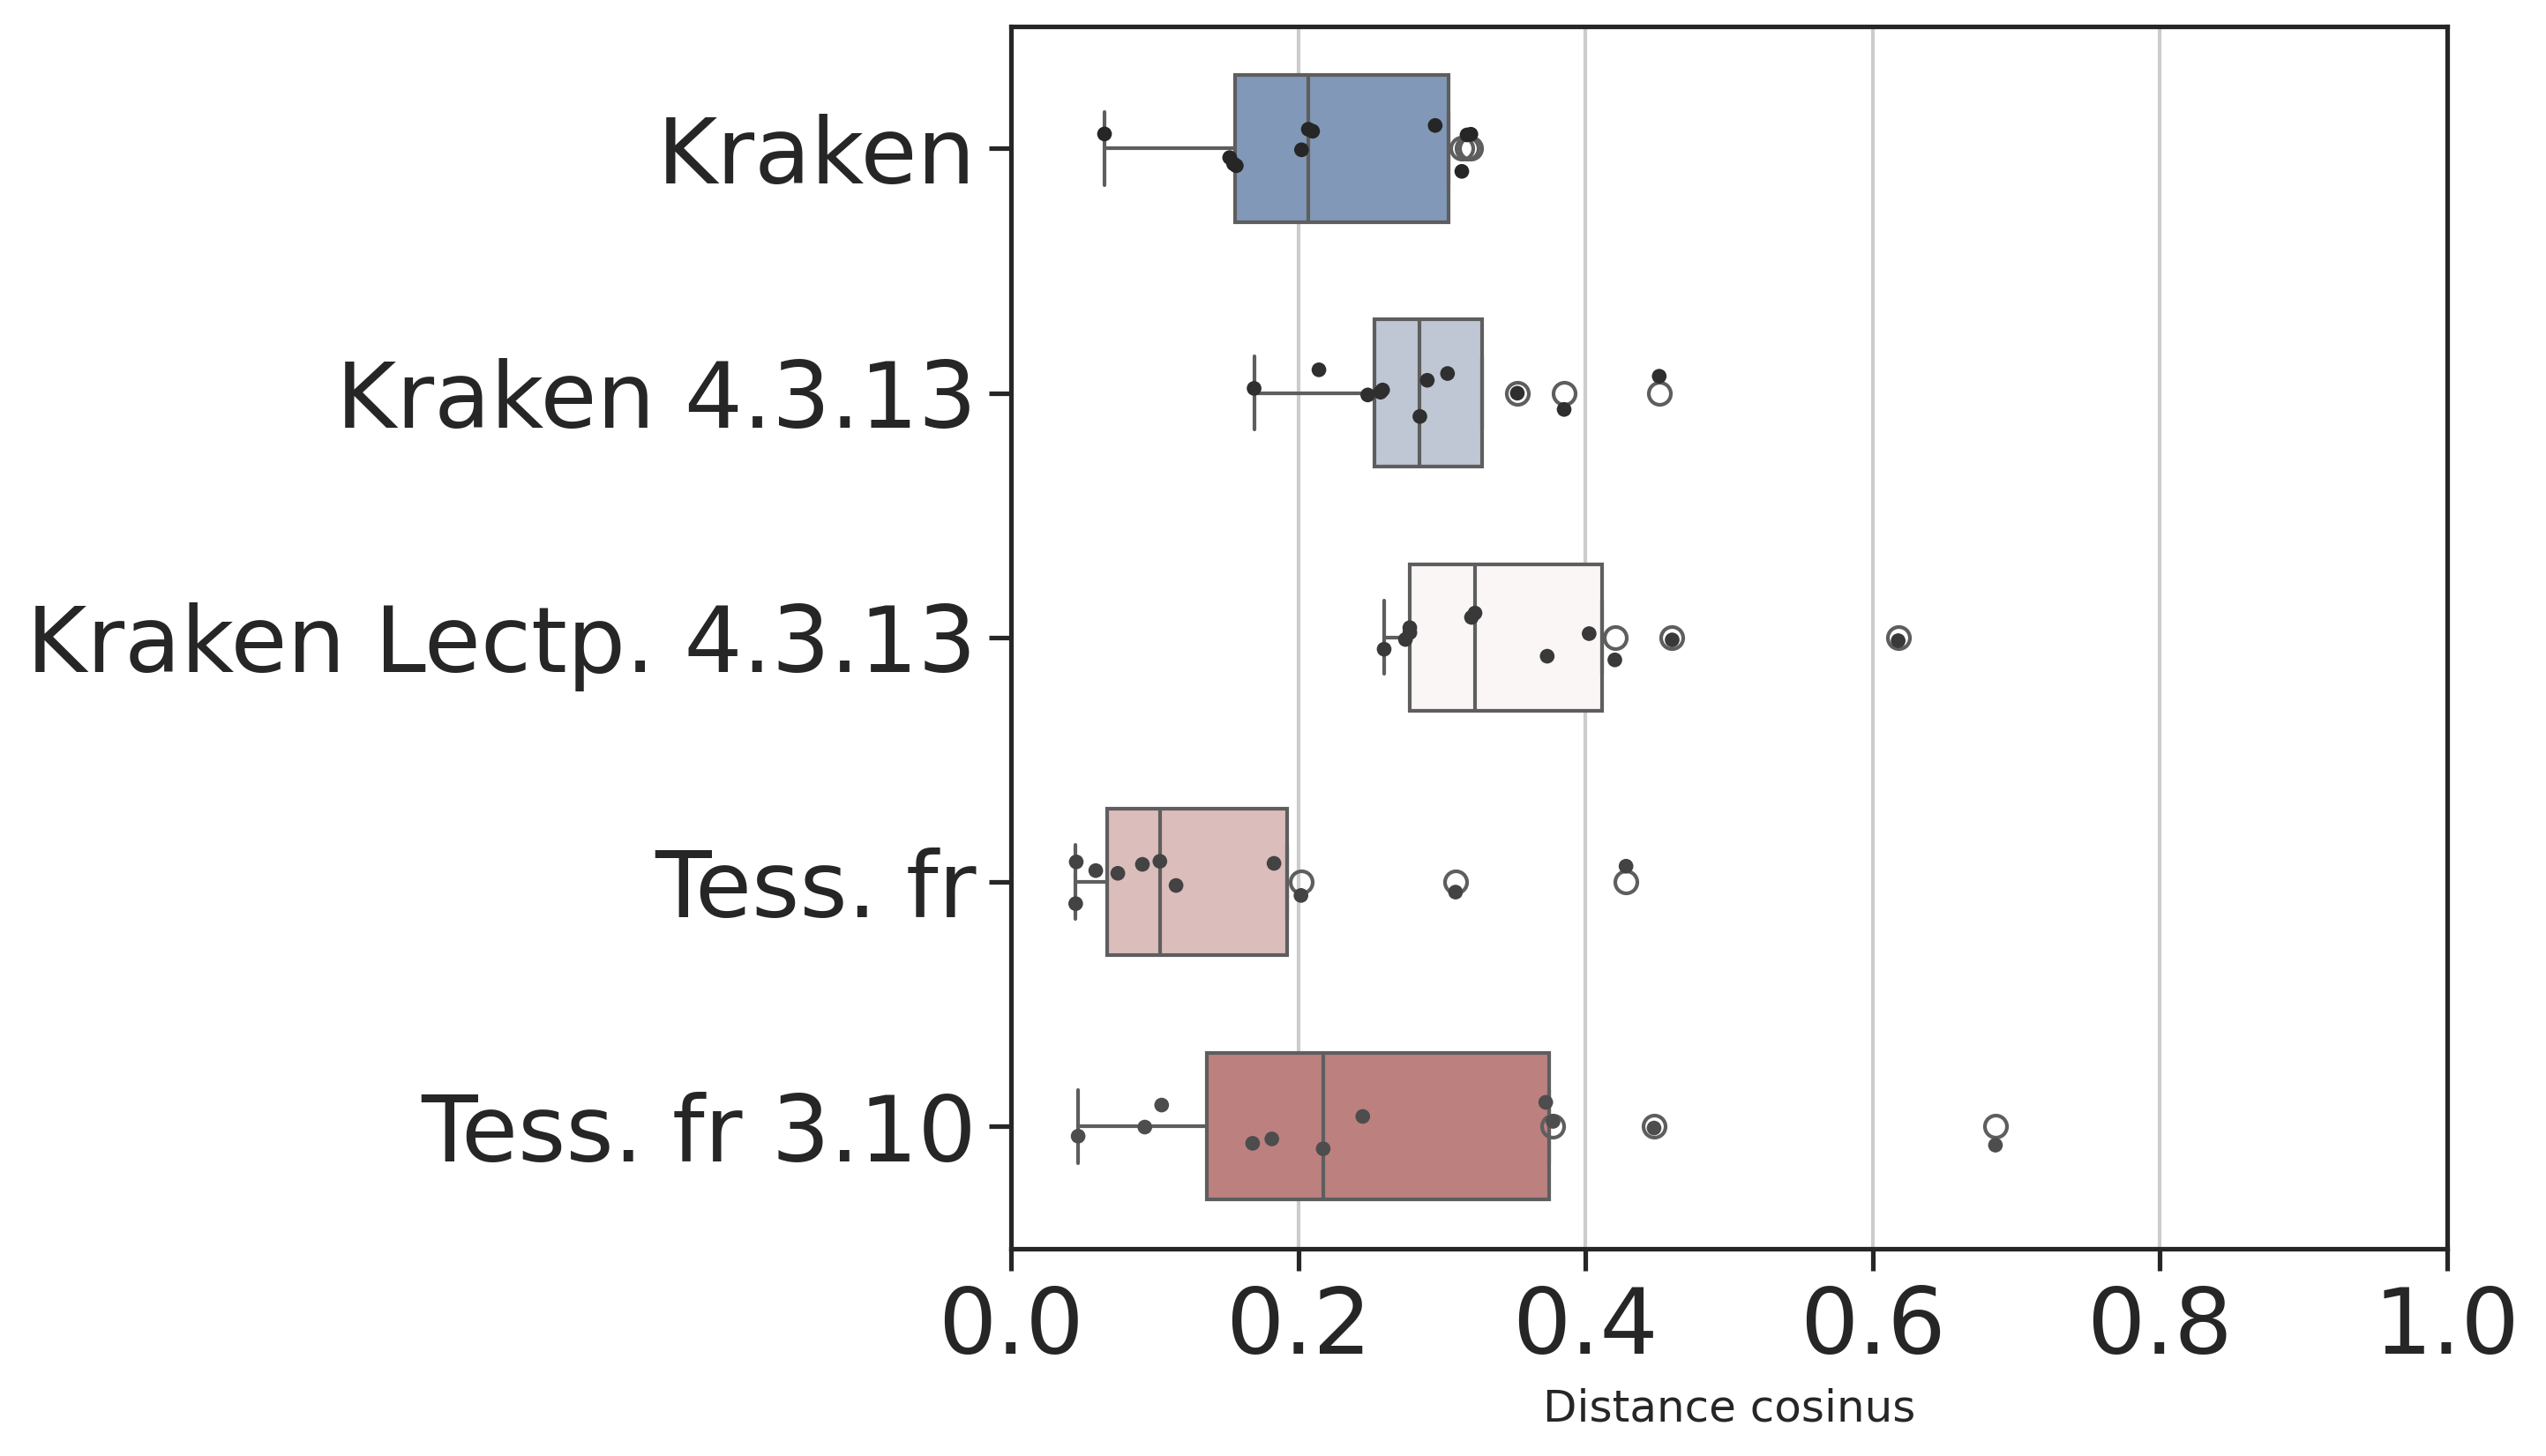 Kraken
Kraken 4.3.13
Kraken Lectp. 4.3.13
Tess. fr
Tess. fr 3.10
0.0 0.2 0.4 0.6 0.8 1.0
Distance cosinus